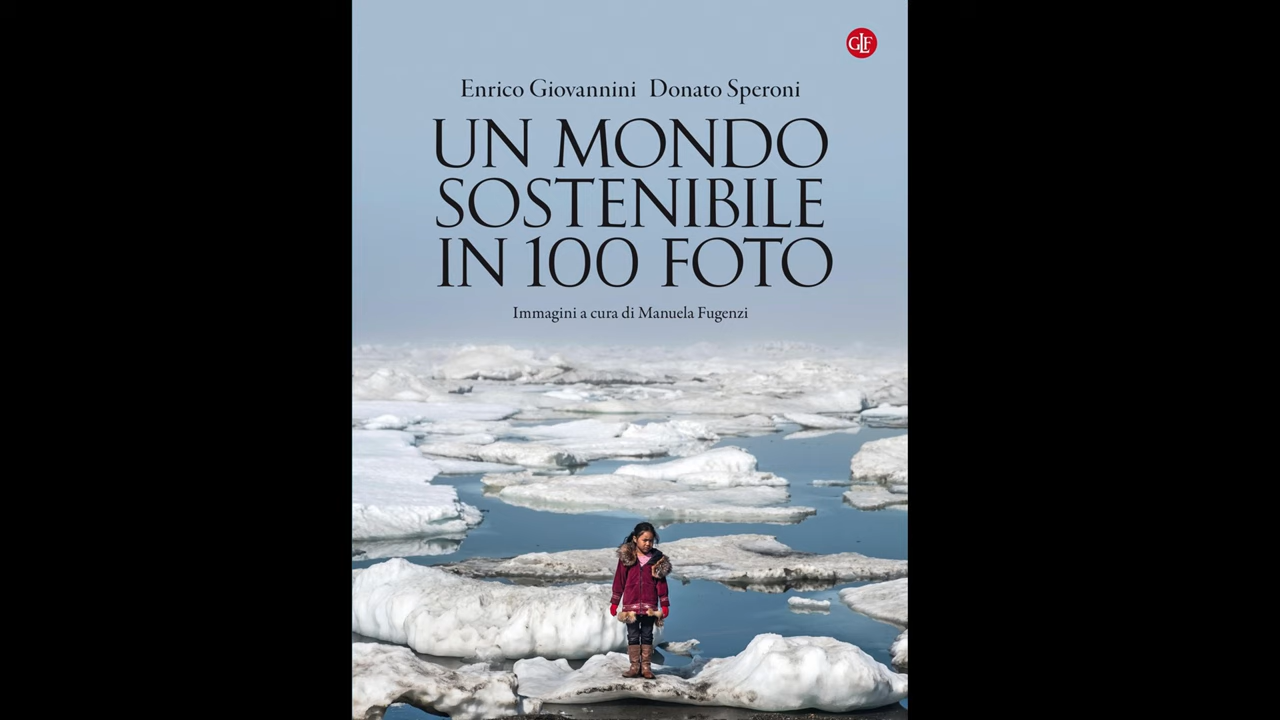 GLF
Enrico Giovannini Donato Speroni
UN MONDO
SOSTENIBILE
IN 100 FOTO
Immagini a cura di Manuela Fugenzi